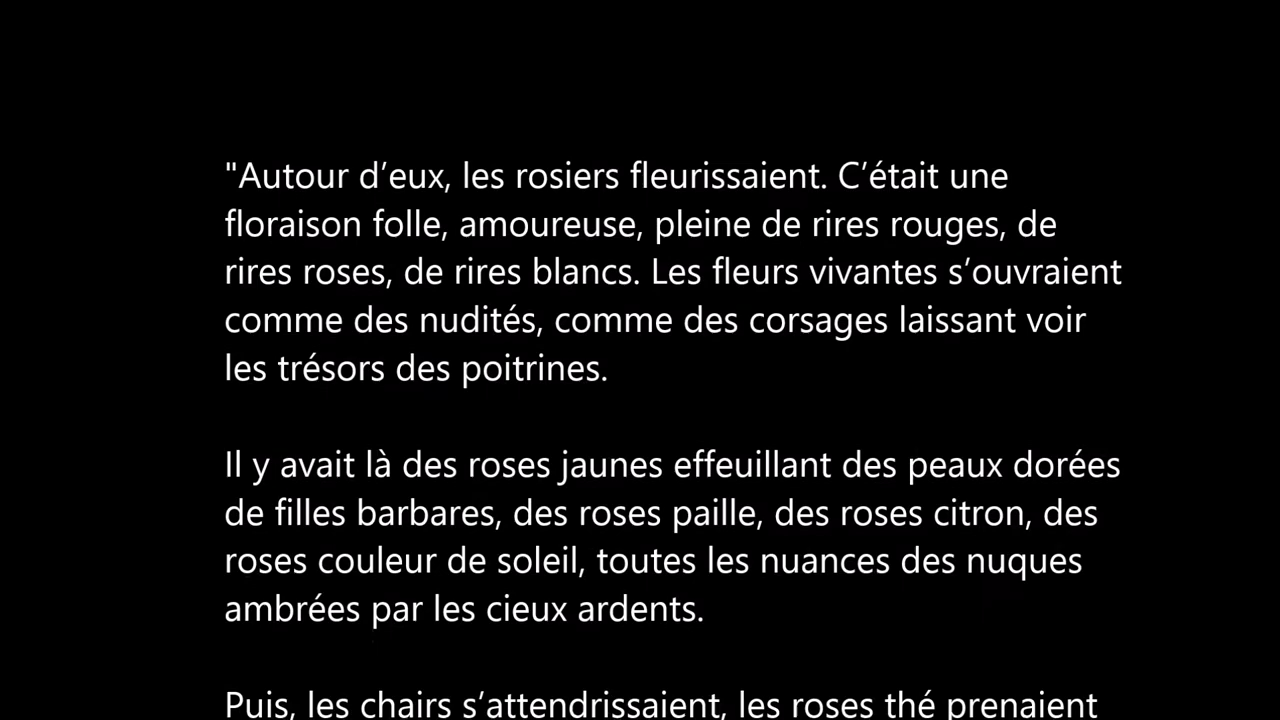 "Autour d’eux, les rosiers fleurissaient. C’était une
floraison folle, amoureuse, pleine de rires rouges, de
rires roses, de rires blancs. Les fleurs vivantes s’ouvraient
comme des nudités, comme des corsages laissant voir
les trésors des poitrines.
Il y avait là des roses jaunes effeuillant des peaux dorées
de filles barbares, des roses paille, des roses citron, des
roses couleur de soleil, toutes les nuances des nuques
ambrées par les cieux ardents.
Puis, les chairs s’attendrissaient, les roses thé prenaient